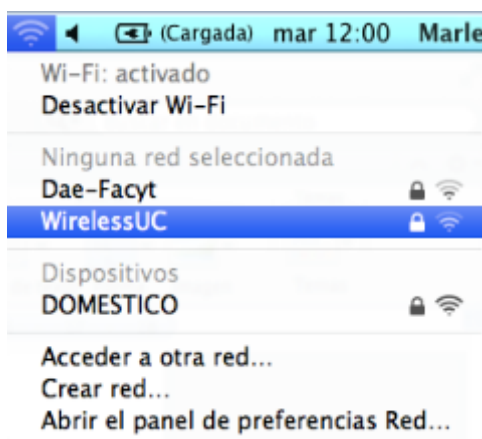 (Cargada) mar 12:00 Marle
Wi-Fi: activado
Desactivar Wi-Fi
Ninguna red seleccionada
Dae-Facyt
WirelessUC
Dispositivos
DOMESTICO
Acceder a otra red...
Crear red...
Abrir el panel de preferencias Red...